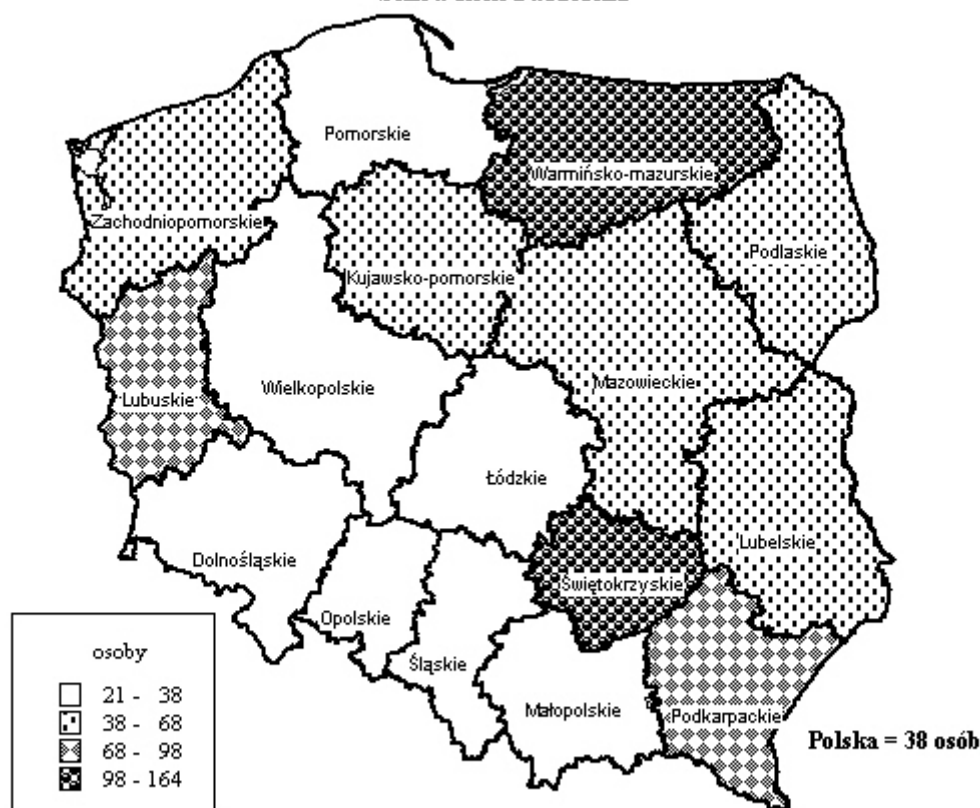 Pomorskie
Warmińsko-mazurskie
Zachodniopomorskie
Podlaskie
Kujawsko-pomorskie
Wielkopolskie
Mazowieckie
Lubuskie
Łódzkie
Lubelskie
Dolnośląskie
Świętokrzyskie
Opolskie
Śląskie
Małopolskie
Podkarpackie
Polska = 38 osób
osoby
21 - 38
38 - 68
68 - 98
98 - 164